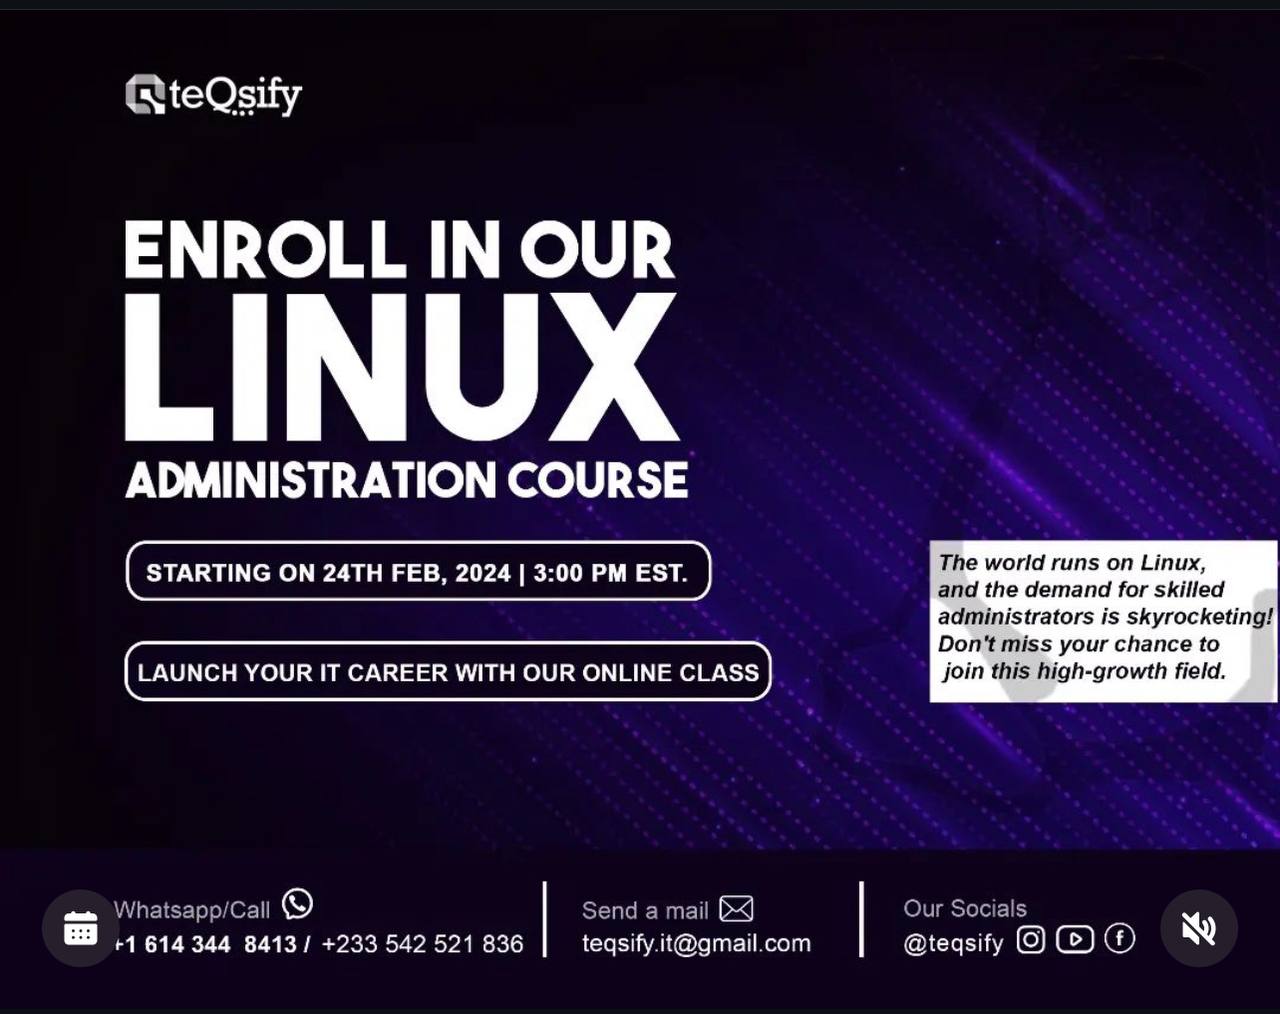 teQsify
ENROLL IN OUR
LINUX
ADMINISTRATION COURSE
STARTING ON 24TH FEB, 2024 | 3:00 PM EST.
LAUNCH YOUR IT CAREER WITH OUR ONLINE CLASS
The world runs on Linux,
and the demand for skilled
administrators is skyrocketing!
Don't miss your chance to
join this high-growth field.
Whatsapp/Call
+1 614 344 8413 / +233 542 521 836
Send a mail
teqsify.it@gmail.com
Our Socials
@teqsify